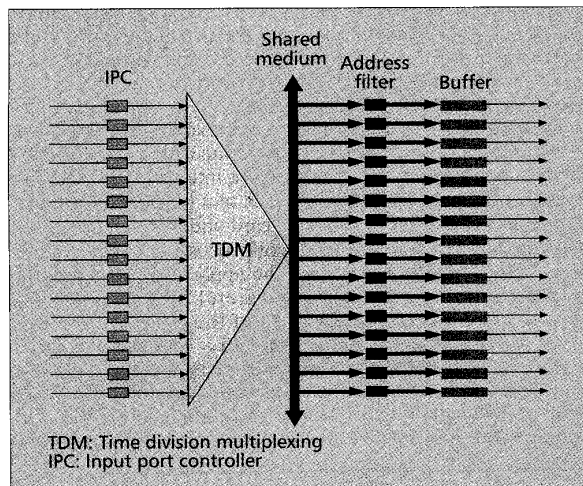 Shared
medium
Address
filter
IPC
Buffer
TDM
TDM: Time division multiplexing
IPC: Input port controller